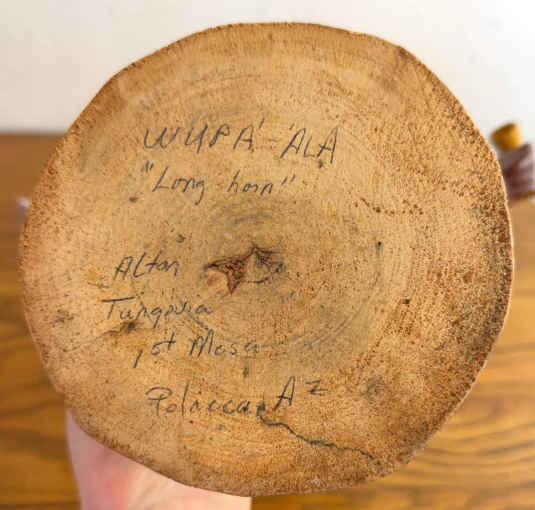 WUPA'-'ALA
"Long horn"
Alton
Tungovia
1st Mesa
Polacca, AZ